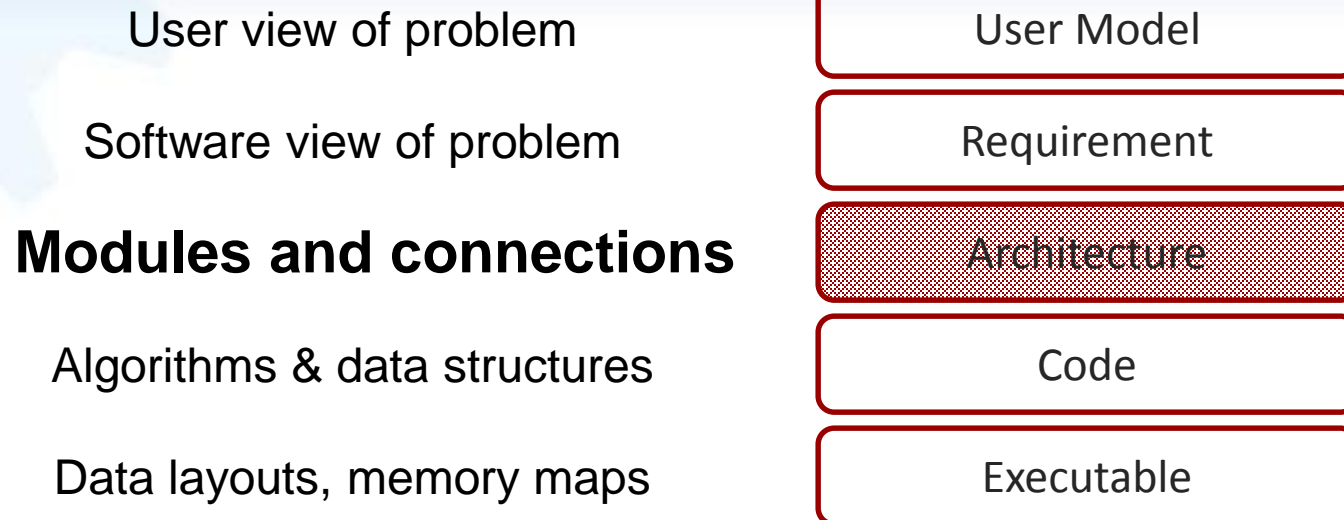 User view of problem
User Model
Software view of problem
Requirement
Modules and connections
Architecture
Algorithms & data structures
Code
Data layouts, memory maps
Executable